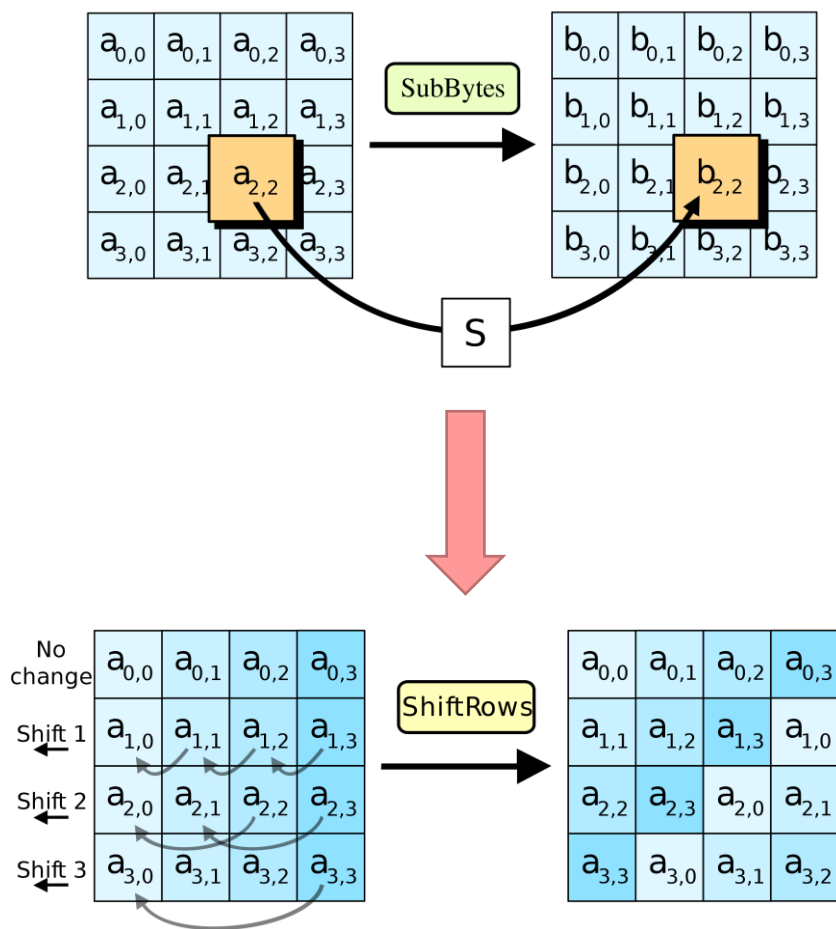 a0,0 a0,1 a0,2 a0,3
b0,0 b0,1 b0,2 b0,3
SubBytes
a1,0 a1,1 a1,2 a1,3
b1,0 b1,1 b1,2 b1,3
a2,0 a2,1 a2,2 a2,3
b2,0 b2,1 b2,2 b2,3
a3,0 a3,1 a3,2 a3,3
b3,0 b3,1 b3,2 b3,3
S
No
change
a0,0 a0,1 a0,2 a0,3
a0,0 a0,1 a0,2 a0,3
ShiftRows
Shift 1
a1,0 a1,1 a1,2 a1,3
a1,1 a1,2 a1,3 a1,0
Shift 2
a2,0 a2,1 a2,2 a2,3
a2,2 a2,3 a2,0 a2,1
Shift 3
a3,0 a3,1 a3,2 a3,3
a3,3 a3,0 a3,1 a3,2